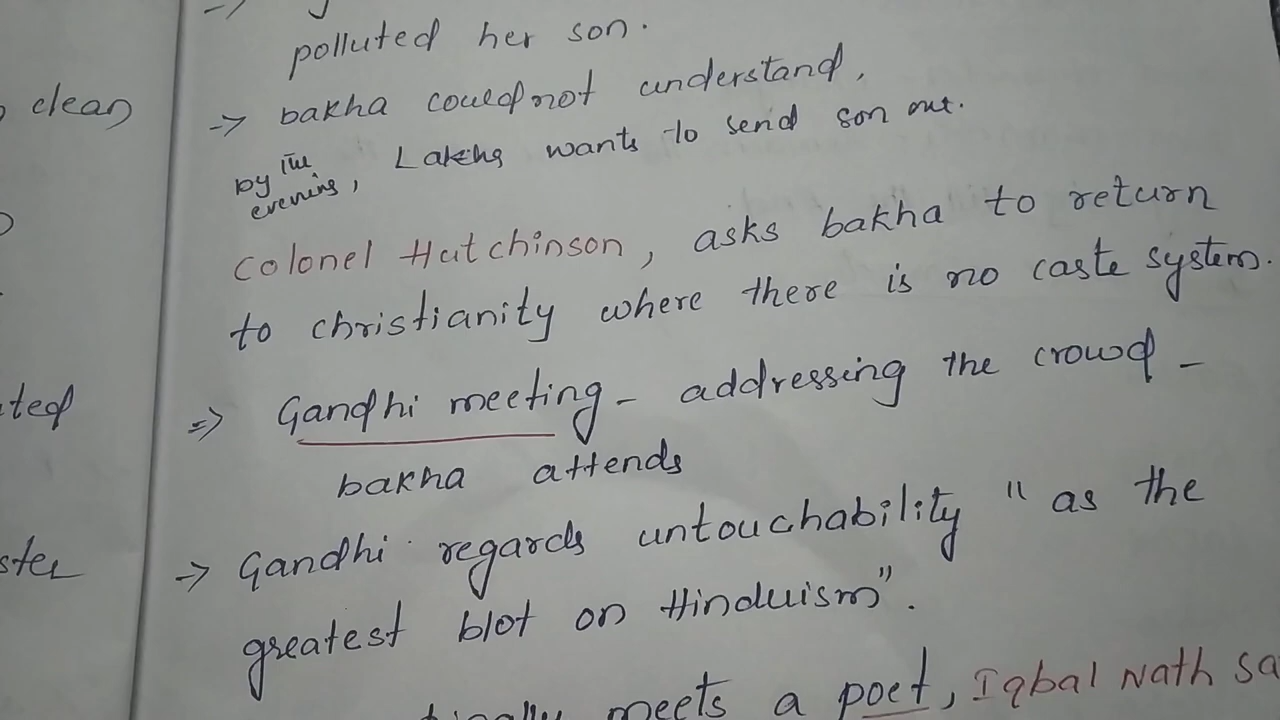 clean
polluted her son.
-> bakha could not understand,
by the evening, Lakha wants to send son out.
Colonel Hutchinson, asks bakha to return
to christianity where there is no caste system.
=> Gandhi meeting - addressing the crowd -
bakha attends
-> Gandhi regards untouchability " as the
greatest blot on Hinduism".
meets a poet, Iqbal Nath